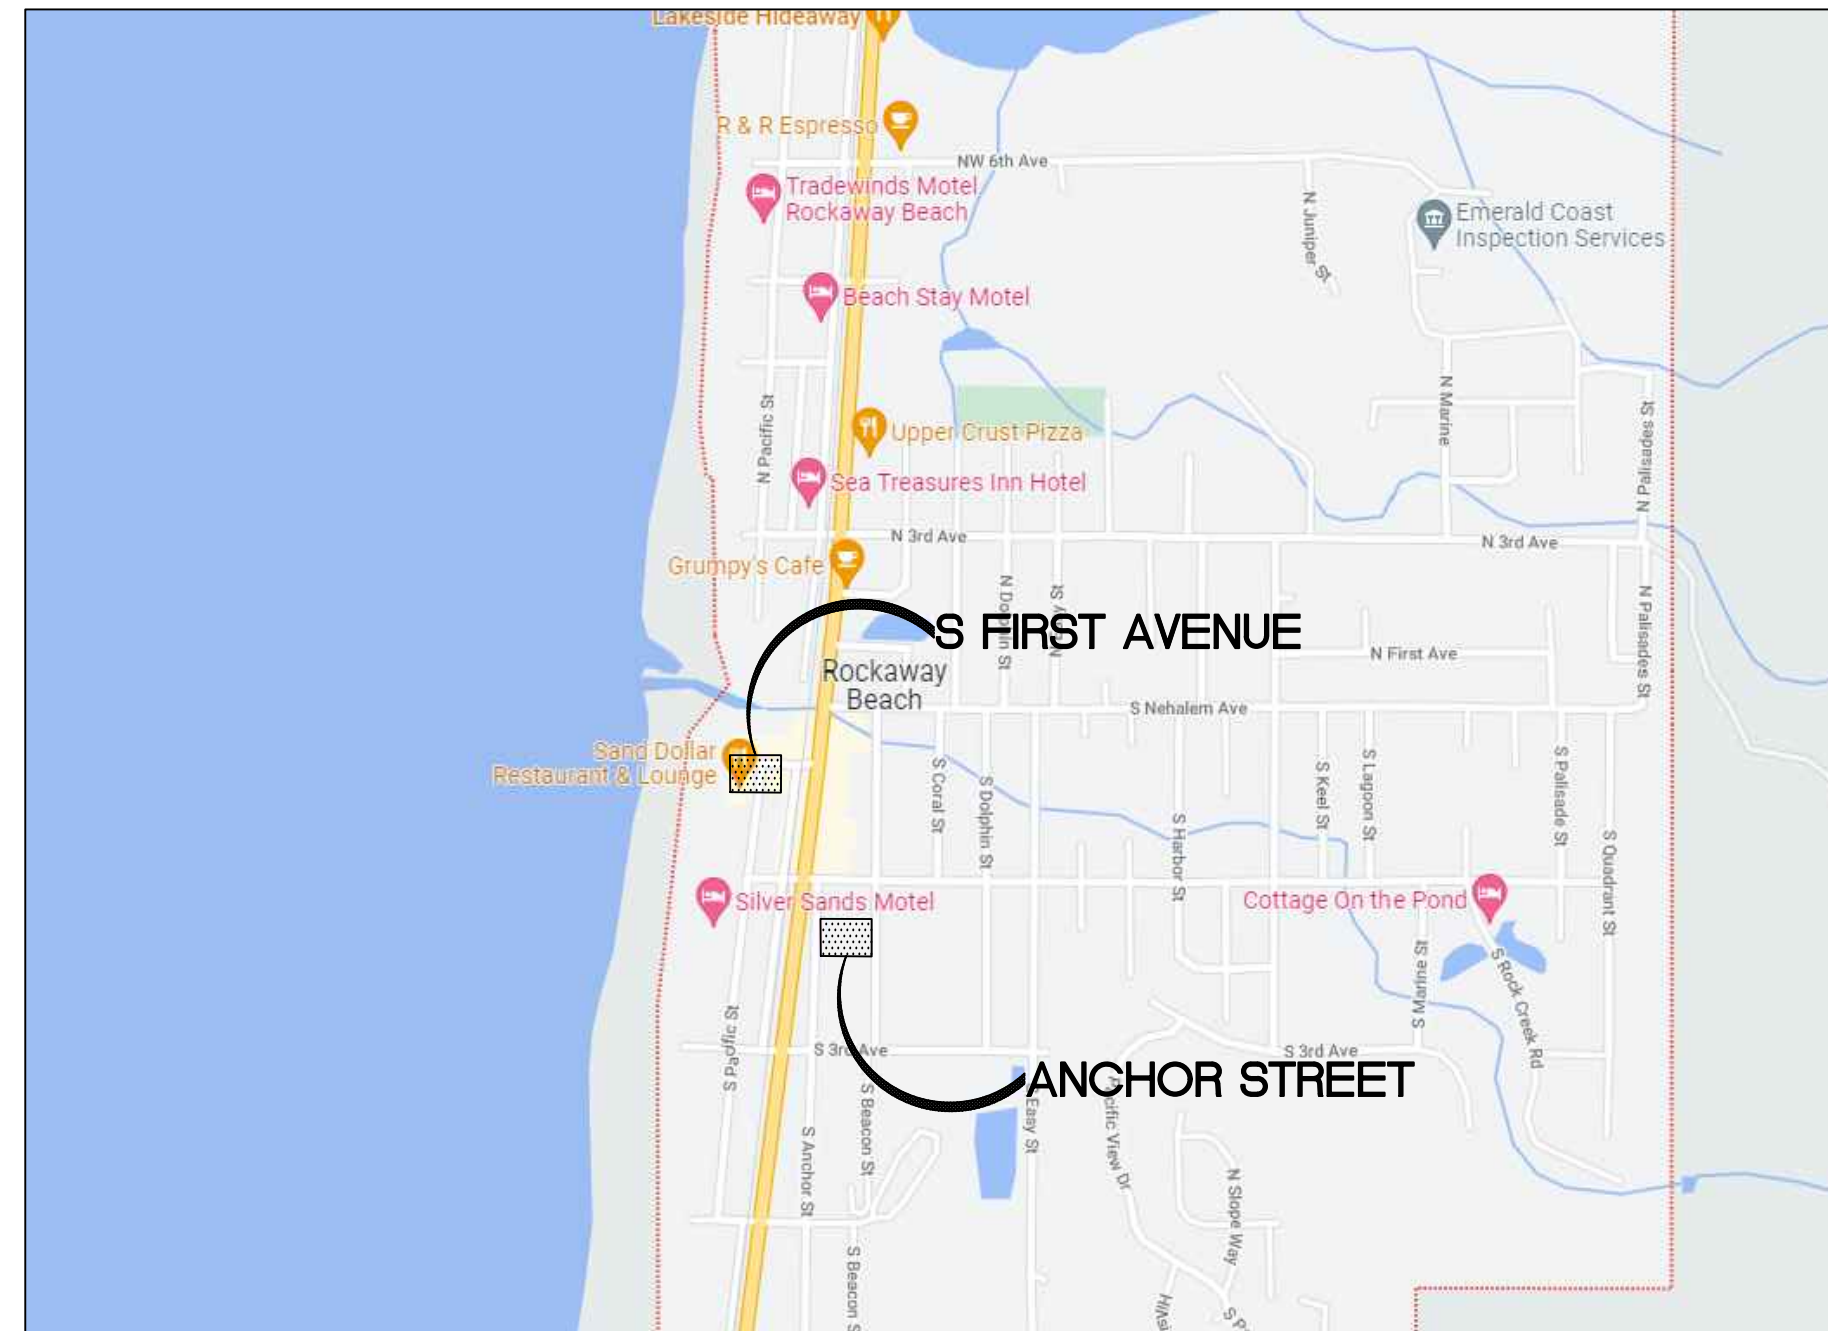 Lakeside Hideaway
R & R Espresso
NW 6th Ave
Tradewinds Motel
Rockaway Beach
N Juniper St
Emerald Coast
Inspection Services
Beach Stay Motel
N Pacific St
N Marine
N Palisades St
Upper Crust Pizza
Sea Treasures Inn Hotel
N 3rd Ave
N 3rd Ave
Grumpy's Cafe
N Dolphin St
N Palisades St
S FIRST AVENUE
N First Ave
Rockaway
Beach
S Nehalem Ave
Sand Dollar
Restaurant & Lounge
S Coral St
S Dolphin St
S Keel St
S Lagoon St
S Palisade St
S Harbor St
S Quadrant St
Silver Sands Motel
Cottage On the Pond
S Marine St
S Rock Creek Rd
S Pacific St
S 3rd Ave
S 3rd Ave
ANCHOR STREET
S Beacon St
S Easy St
Pacific View Dr
S Anchor St
N Slope Way
S Beacon S